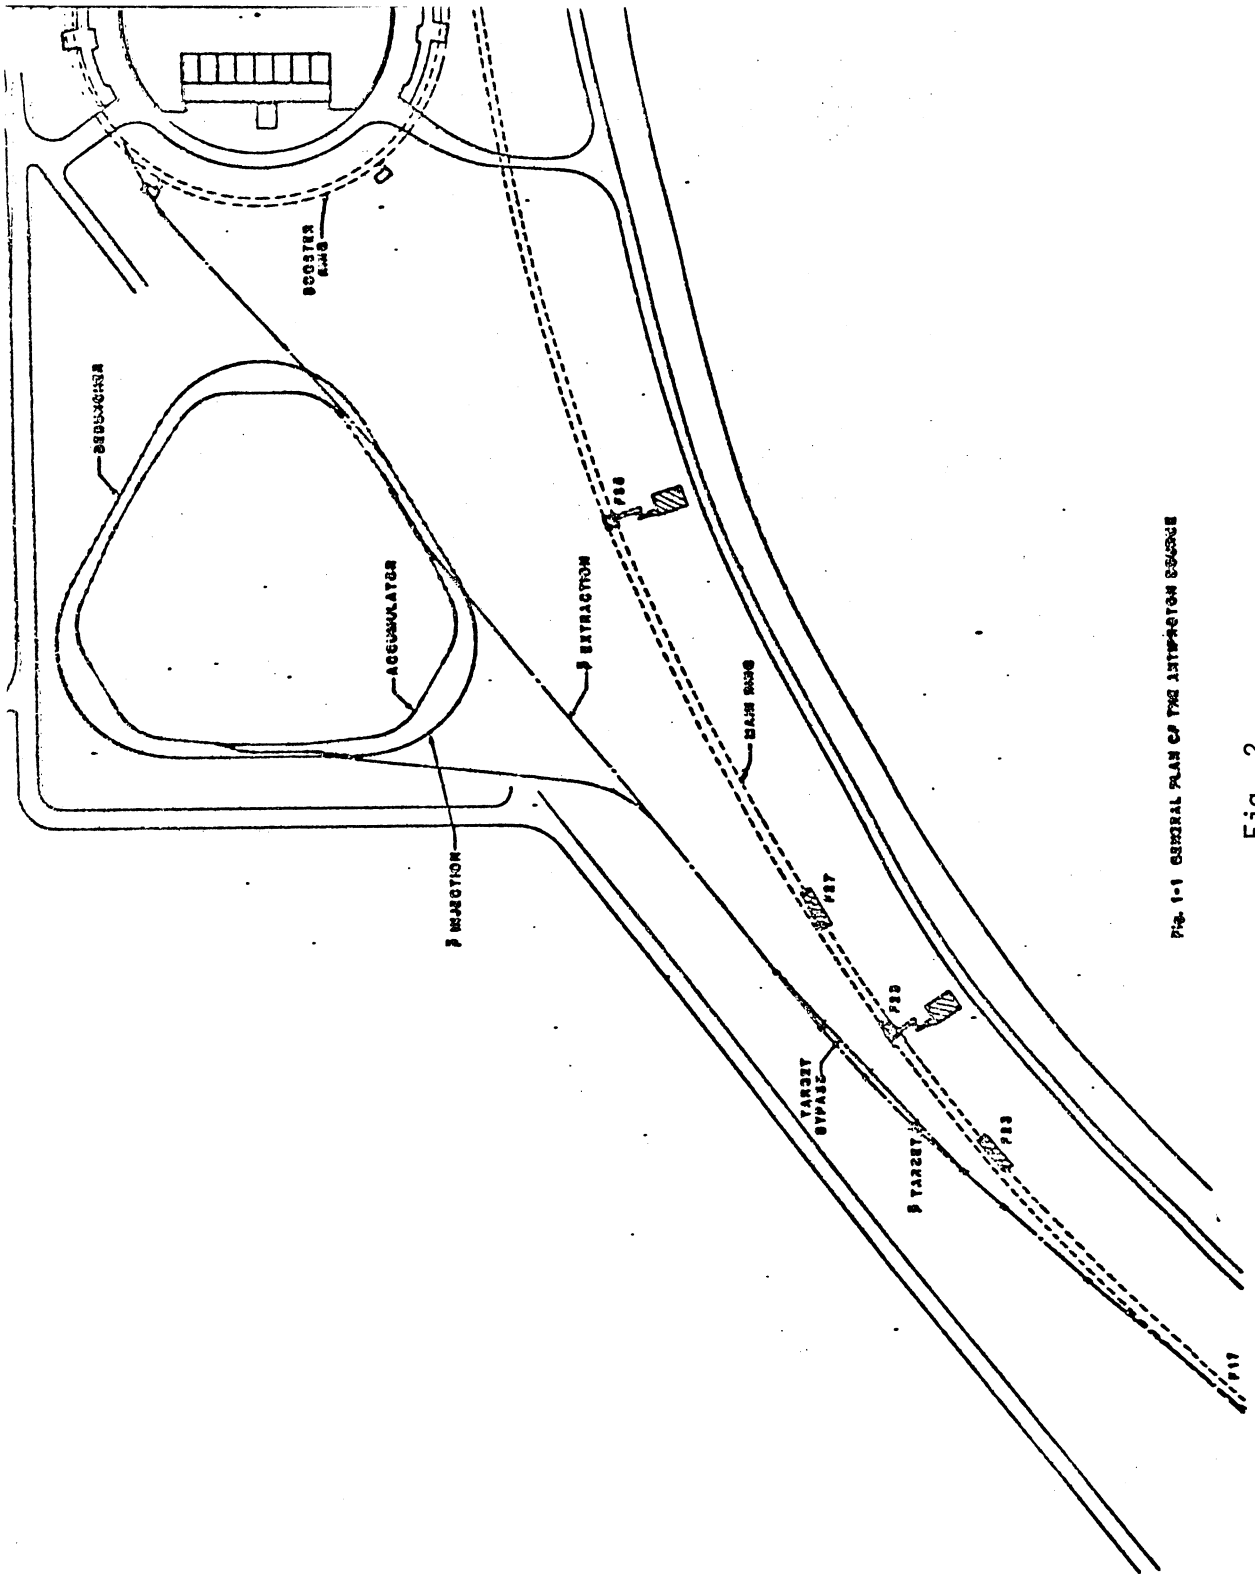 BOOSTER
RING
DEBUNCHER
ACCUMULATOR
p̄ EXTRACTION
p̄ INJECTION
MAIN RING
F27
TARGET
BYPASS
p̄ TARGET
F23
F17
FIG. 1-1 GENERAL PLAN OF THE ANTIPROTON SOURCE
Fig. 2